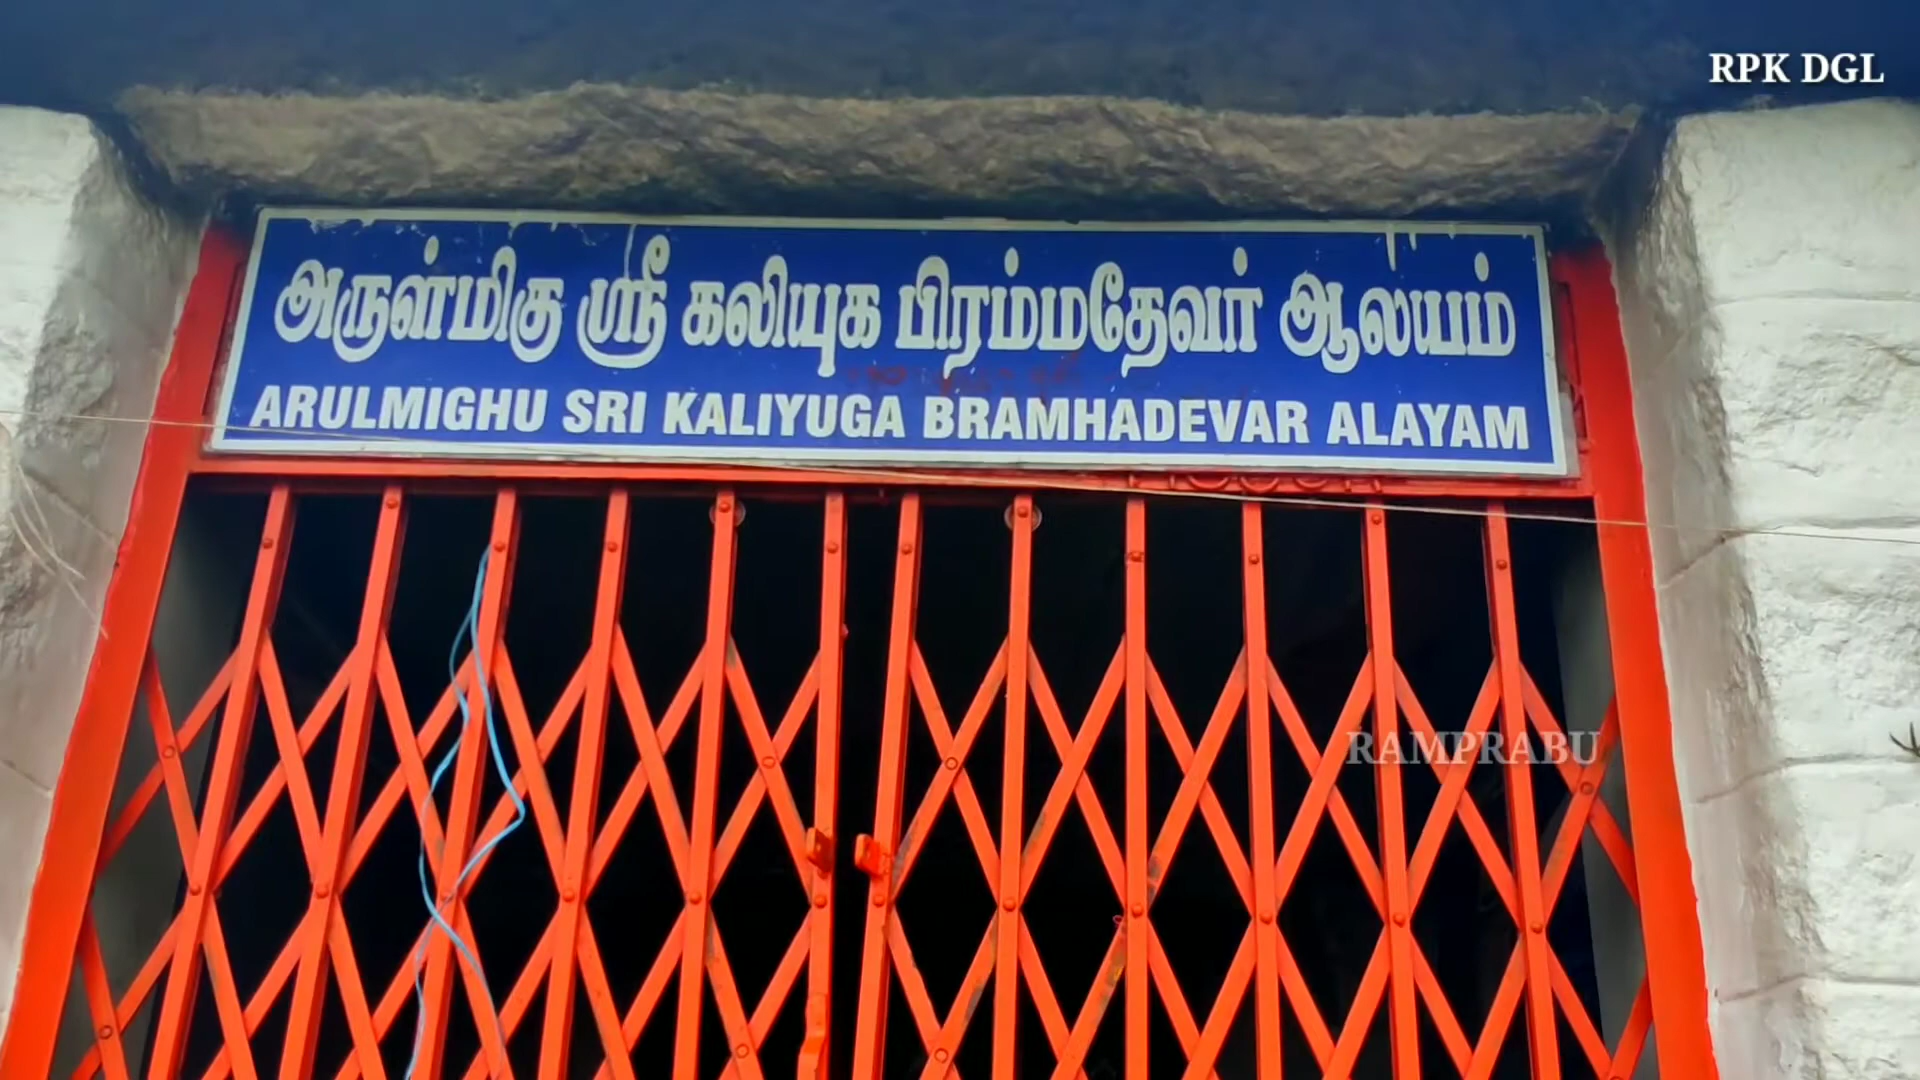 RPK DGL
அருள்மிகு ஸ்ரீ கலியுக பிரம்மதேவர் ஆலயம்
ARULMIGHU SRI KALIYUGA BRAMHADEVAR ALAYAM
RAMPRABU